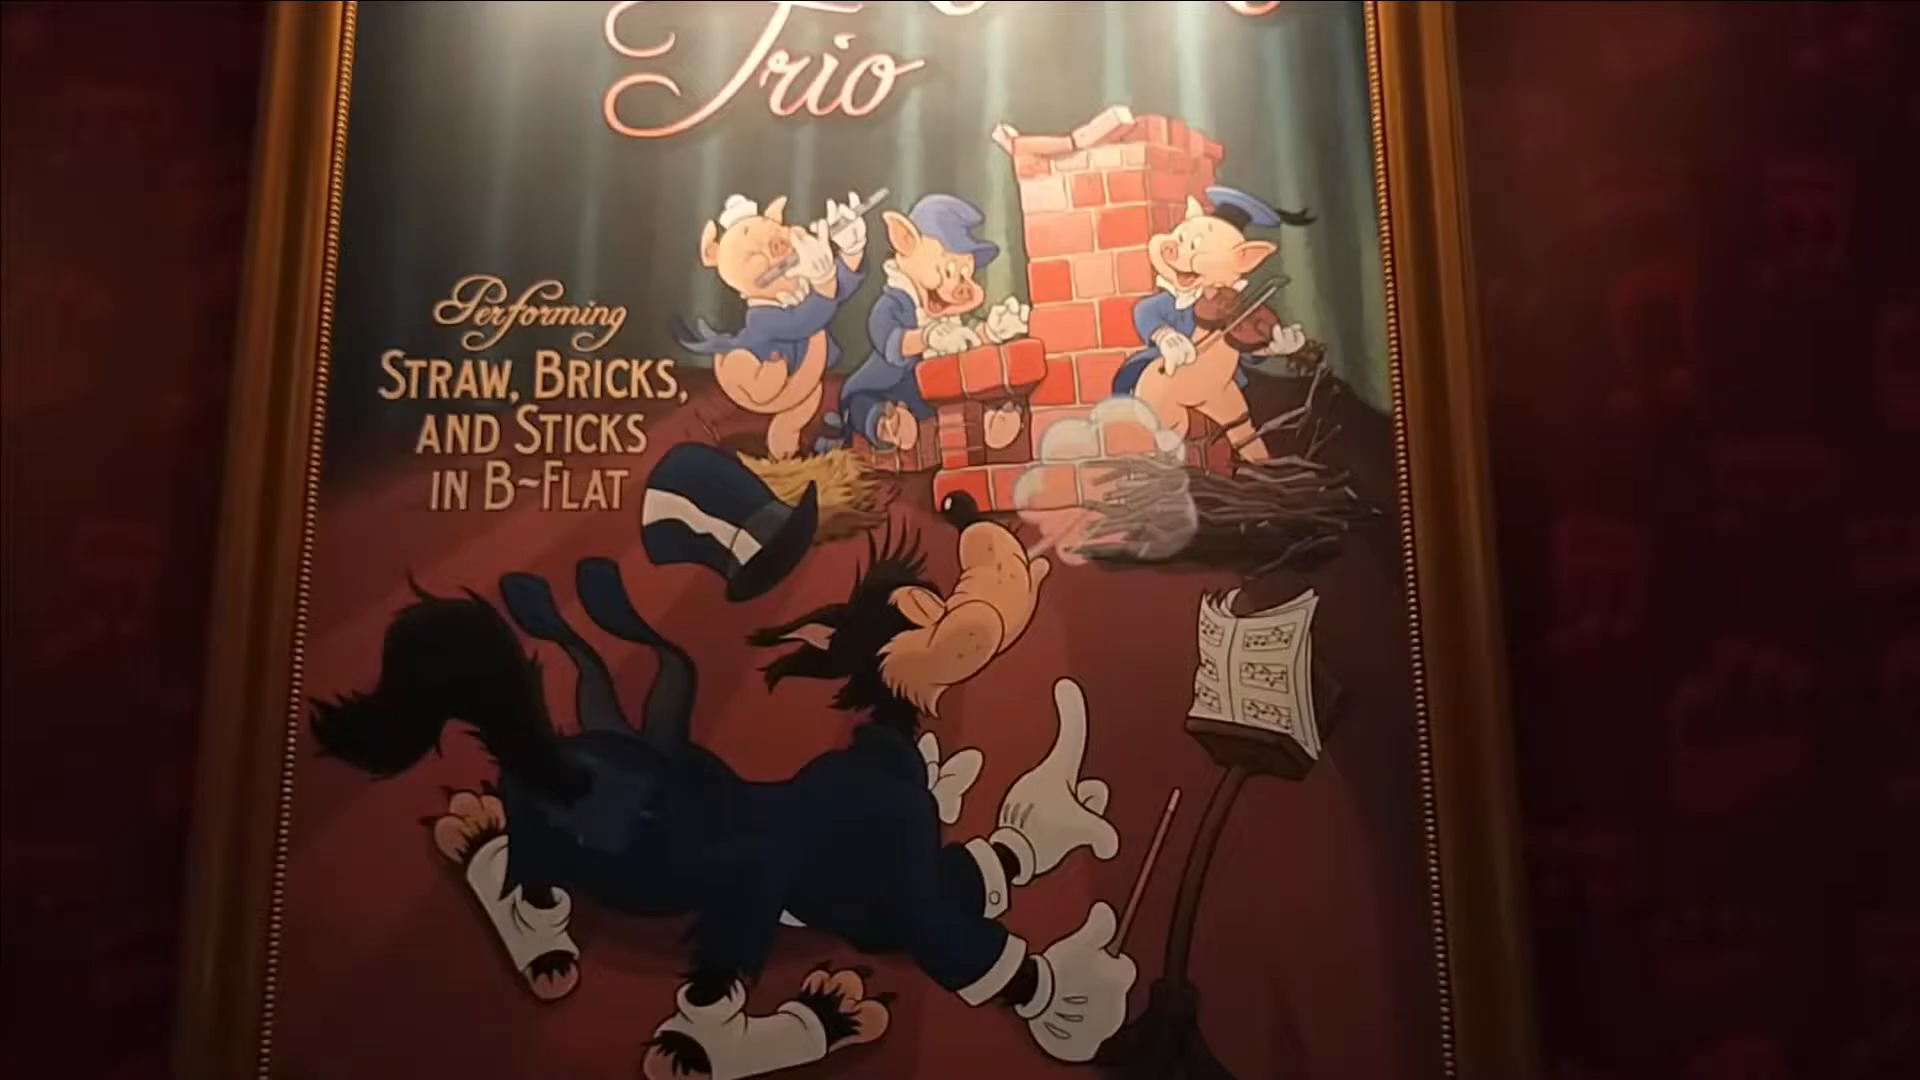 Trio
Performing
STRAW, BRICKS,
AND STICKS
IN B~FLAT